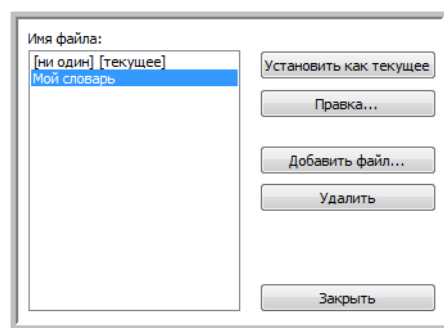 Имя файла:
[ни один] [текущее]
Мой словарь
Установить как текущее
Правка...
Добавить файл...
Удалить
Закрыть